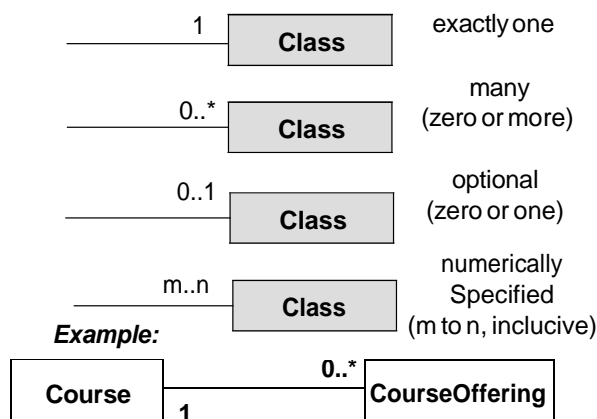 1
Class
exactly one
0..*
Class
many
(zero or more)
0..1
Class
optional
(zero or one)
m..n
Class
numerically
Specified
(m to n, inclucive)
Example:
Course
1
0..*
CourseOffering